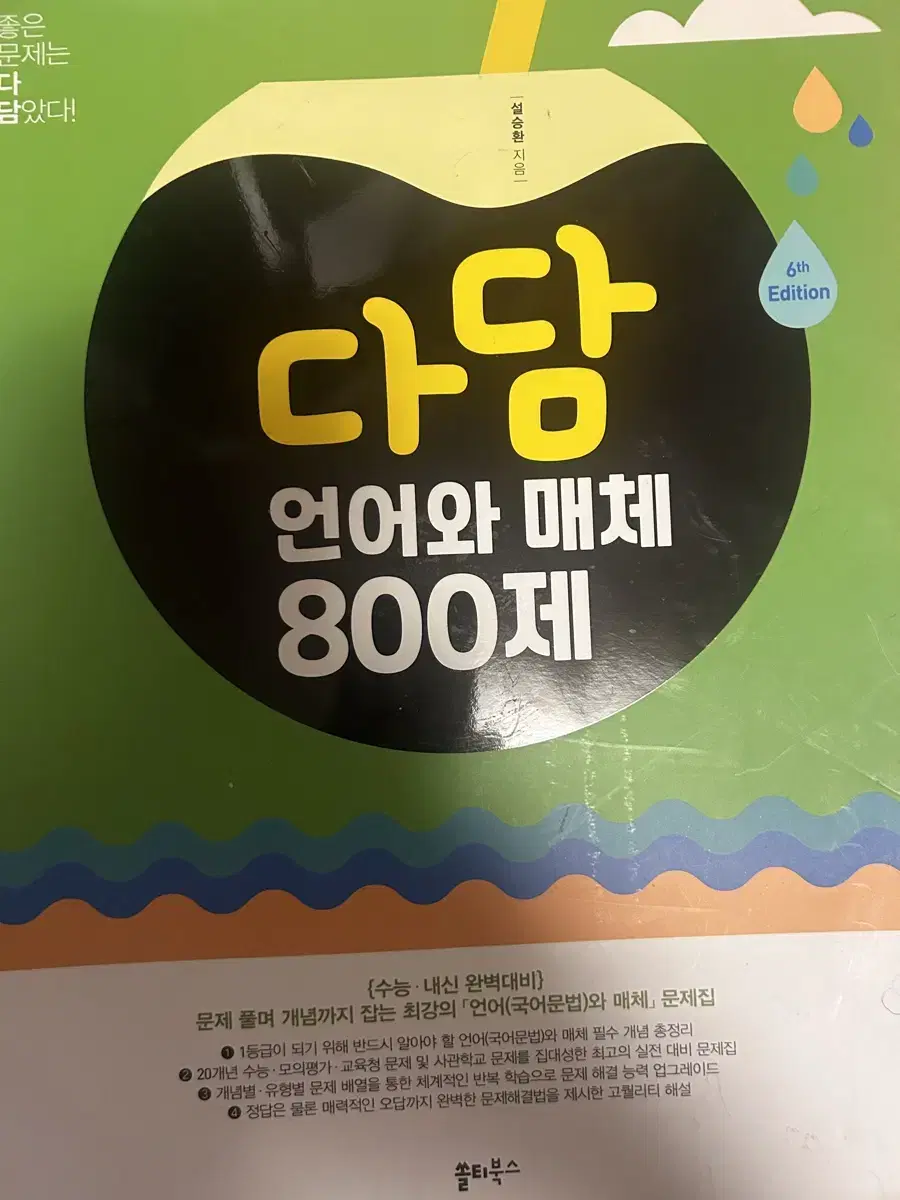 좋은
문제는
다
담았다!
설승환 지음
6th
Edition
다담
언어와 매체
800제
{수능·내신 완벽대비}
문제 풀며 개념까지 잡는 최강의 「언어(국어문법)와 매체」 문제집
❶ 1등급이 되기 위해 반드시 알아야 할 언어(국어문법)와 매체 필수 개념 총정리
❷ 20개년 수능·모의평가·교육청 문제 및 사관학교 문제를 집대성한 최고의 실전 대비 문제집
❸ 개념별·유형별 문제 배열을 통한 체계적인 반복 학습으로 문제 해결 능력 업그레이드
❹ 정답은 물론 매력적인 오답까지 완벽한 문제해결법을 제시한 고퀄리티 해설
쏠티북스